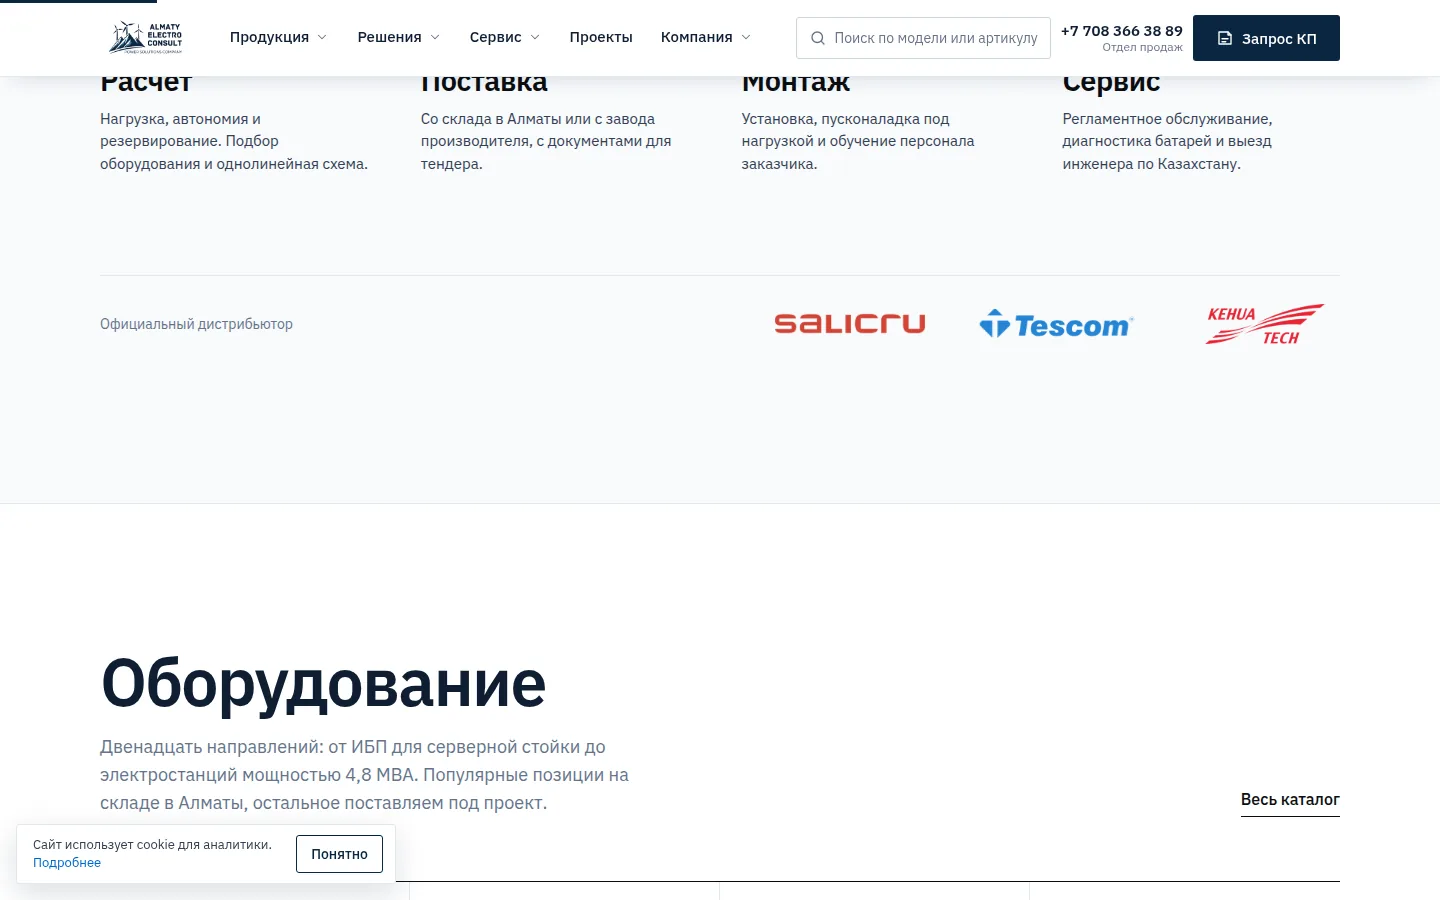 ALMATY
ELECTRO
CONSULT
POWER SOLUTIONS COMPANY
Продукция
Решения
Сервис
Проекты
Компания
Поиск по модели или артикулу
+7 708 366 38 89
Отдел продаж
Запрос КП
Расчет
Поставка
Монтаж
Сервис
Нагрузка, автономия и
резервирование. Подбор
оборудования и однолинейная схема.
Со склада в Алматы или с завода
производителя, с документами для
тендера.
Установка, пусконаладка под
нагрузкой и обучение персонала
заказчика.
Регламентное обслуживание,
диагностика батарей и выезд
инженера по Казахстану.
Официальный дистрибьютор
salicru
Tescom
KEHUA
TECH
Оборудование
Двенадцать направлений: от ИБП для серверной стойки до
электростанций мощностью 4,8 МВА. Популярные позиции на
складе в Алматы, остальное поставляем под проект.
Весь каталог
Сайт использует cookie для аналитики.
Подробнее
Понятно